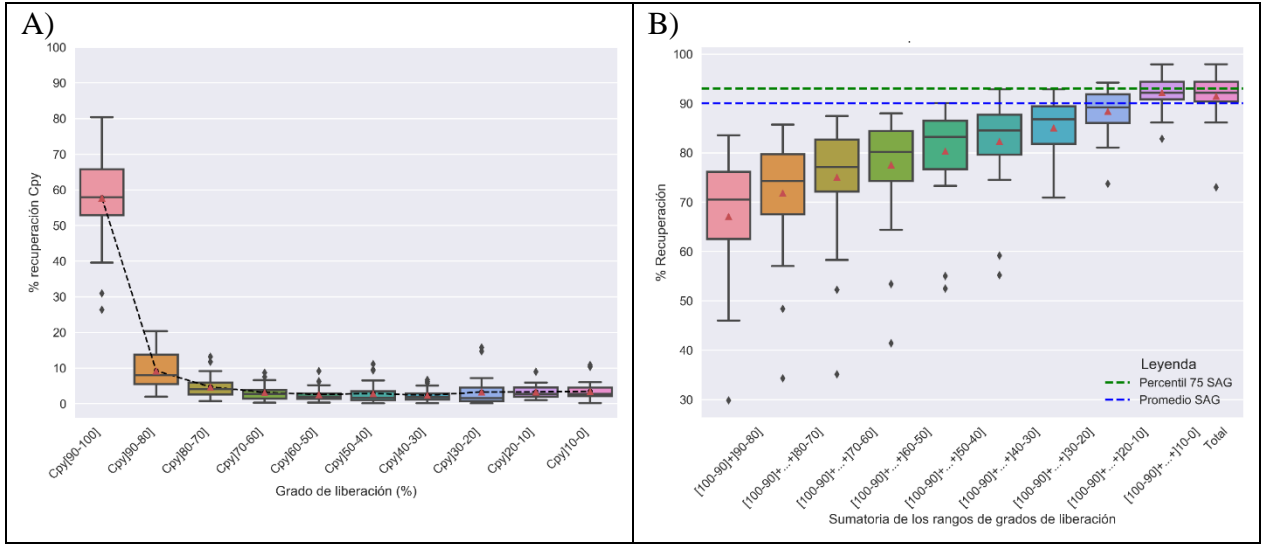 A)
100
90
80
70
60
50
40
30
20
10
0
% recuperación Cpy
Cpy[90-100]
Cpy]90-80]
Cpy]80-70]
Cpy]70-60]
Cpy]60-50]
Cpy]50-40]
Cpy]40-30]
Cpy]30-20]
Cpy]20-10]
Cpy]10-0]
Grado de liberación (%)
B)
100
90
80
70
60
50
40
30
% Recuperación
Leyenda
Percentil 75 SAG
Promedio SAG
[100-90]+]90-80]
[100-90]+...+]80-70]
[100-90]+...+]70-60]
[100-90]+...+]60-50]
[100-90]+...+]50-40]
[100-90]+...+]40-30]
[100-90]+...+]30-20]
[100-90]+...+]20-10]
[100-90]+...+]10-0]
Total
Sumatoria de los rangos de grados de liberación